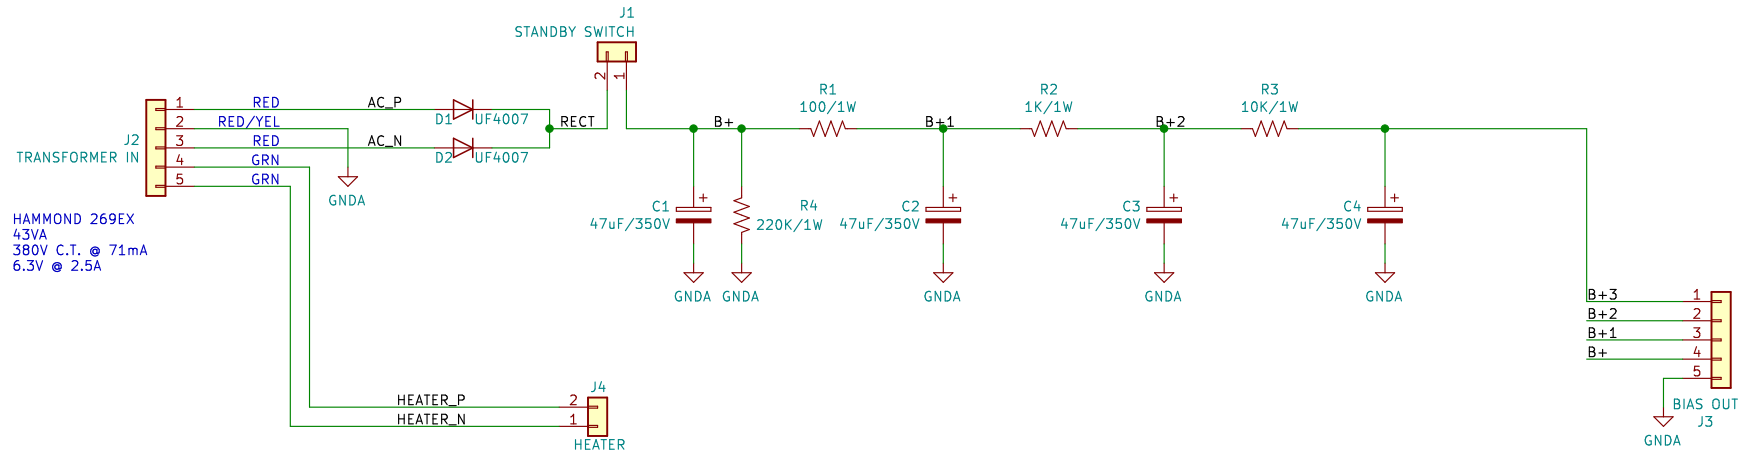 J1
STANDBY SWITCH
2 1
J2
TRANSFORMER IN
1 RED AC_P D1 UF4007
2 RED/YEL
3 RED AC_N D2 UF4007
4 GRN
5 GRN
GNDA
RECT
HAMMOND 269EX
43VA
380V C.T. @ 71mA
6.3V @ 2.5A
B+
R1
100/1W
B+1
R2
1K/1W
B+2
R3
10K/1W
C1
47uF/350V
+
GNDA
R4
220K/1W
GNDA
C2
47uF/350V
+
GNDA
C3
47uF/350V
+
GNDA
C4
47uF/350V
+
GNDA
B+3 1
B+2 2
B+1 3
B+ 4
5
BIAS OUT
J3
GNDA
J4
HEATER_P 2
HEATER_N 1
HEATER